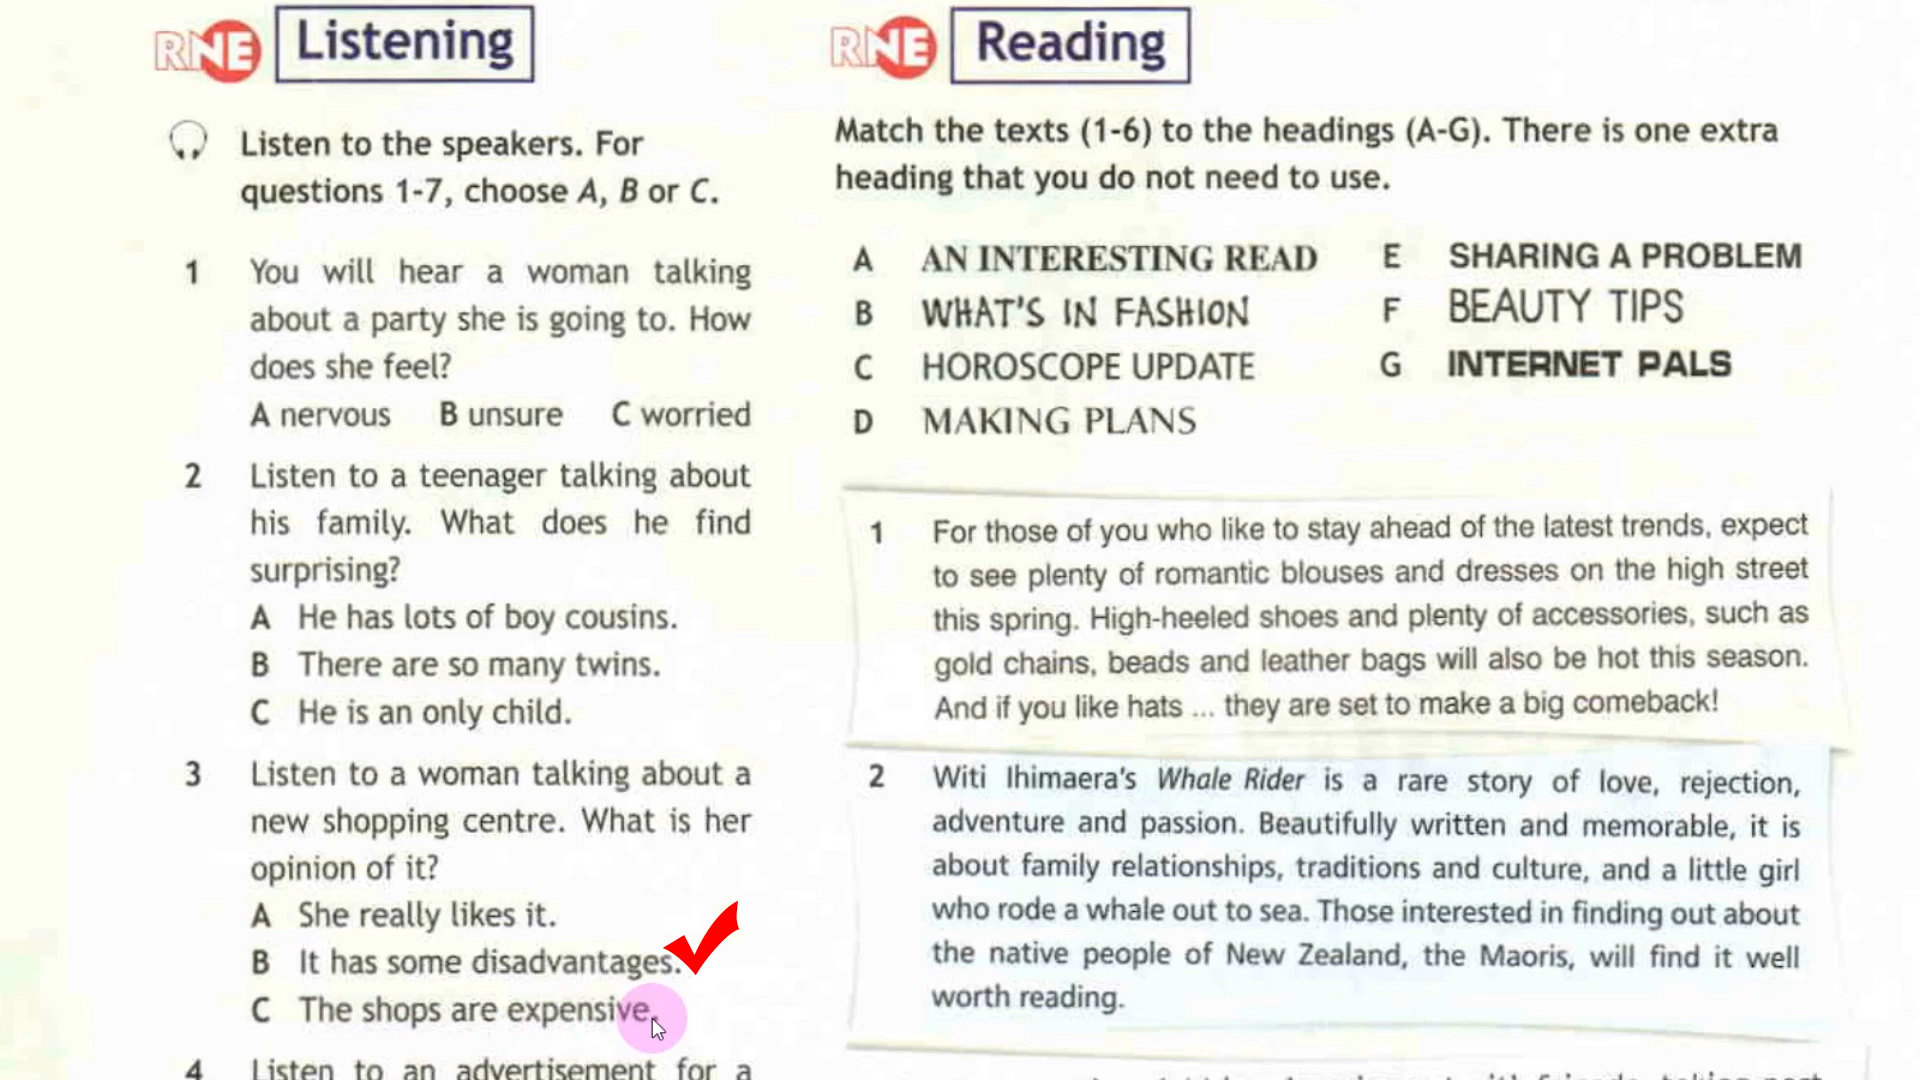 RNE Listening
Listen to the speakers. For
questions 1-7, choose A, B or C.
1 You will hear a woman talking
about a party she is going to. How
does she feel?
A nervous B unsure C worried
2 Listen to a teenager talking about
his family. What does he find
surprising?
A He has lots of boy cousins.
B There are so many twins.
C He is an only child.
3 Listen to a woman talking about a
new shopping centre. What is her
opinion of it?
A She really likes it.
B It has some disadvantages.
C The shops are expensive.
4 Listen to an advertisement for a
RNE Reading
Match the texts (1-6) to the headings (A-G). There is one extra
heading that you do not need to use.
A AN INTERESTING READ
B WHAT'S IN FASHION
C HOROSCOPE UPDATE
D MAKING PLANS
E SHARING A PROBLEM
F BEAUTY TIPS
G INTERNET PALS
1 For those of you who like to stay ahead of the latest trends, expect
to see plenty of romantic blouses and dresses on the high street
this spring. High-heeled shoes and plenty of accessories, such as
gold chains, beads and leather bags will also be hot this season.
And if you like hats ... they are set to make a big comeback!
2 Witi Ihimaera's Whale Rider is a rare story of love, rejection,
adventure and passion. Beautifully written and memorable, it is
about family relationships, traditions and culture, and a little girl
who rode a whale out to sea. Those interested in finding out about
the native people of New Zealand, the Maoris, will find it well
worth reading.
with friends, taking part